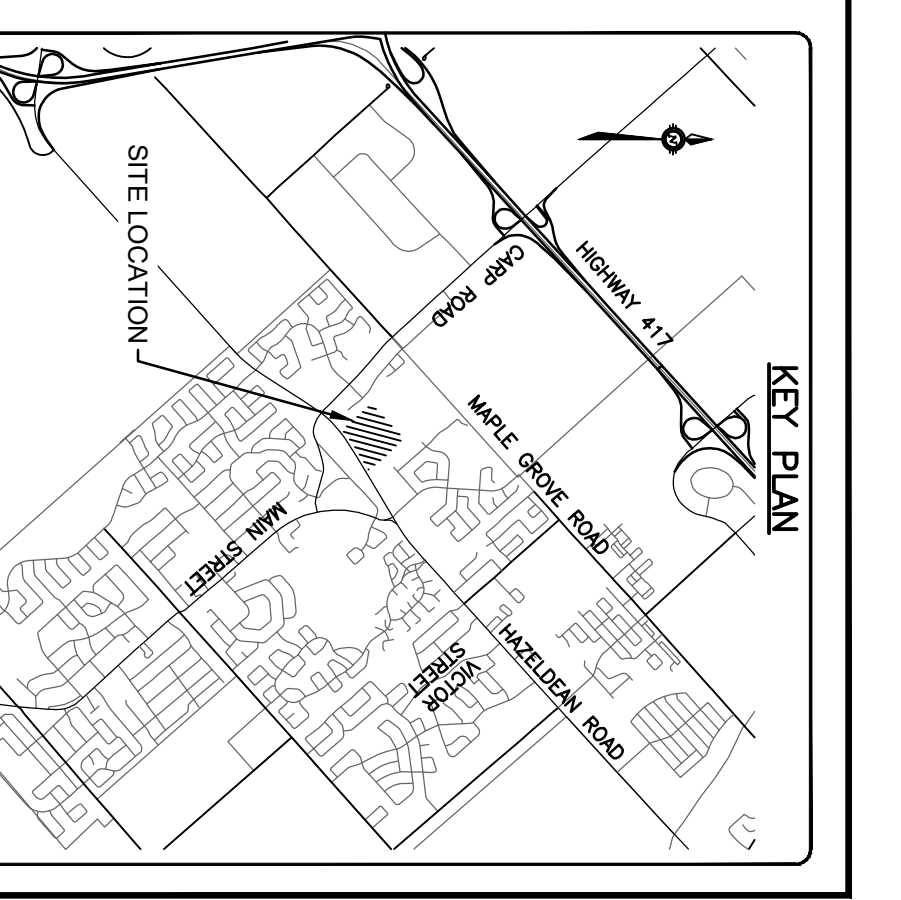 KEY PLAN
N
HIGHWAY 417
CARP ROAD
MAPLE GROVE ROAD
SITE LOCATION
MAIN STREET
HAZELDEAN ROAD
VICTOR
STREET